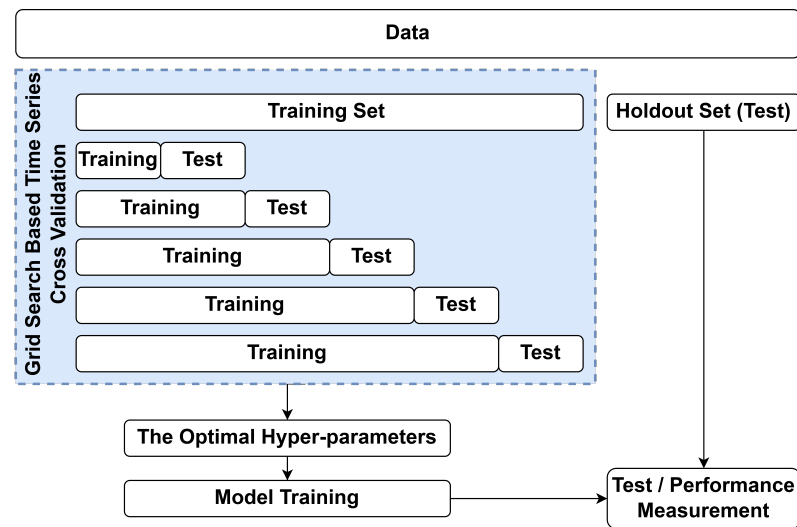 Data
Grid Search Based Time Series
Cross Validation
Training Set
Holdout Set (Test)
Training
Test
Training
Test
Training
Test
Training
Test
Training
Test
The Optimal Hyper-parameters
Model Training
Test / Performance
Measurement